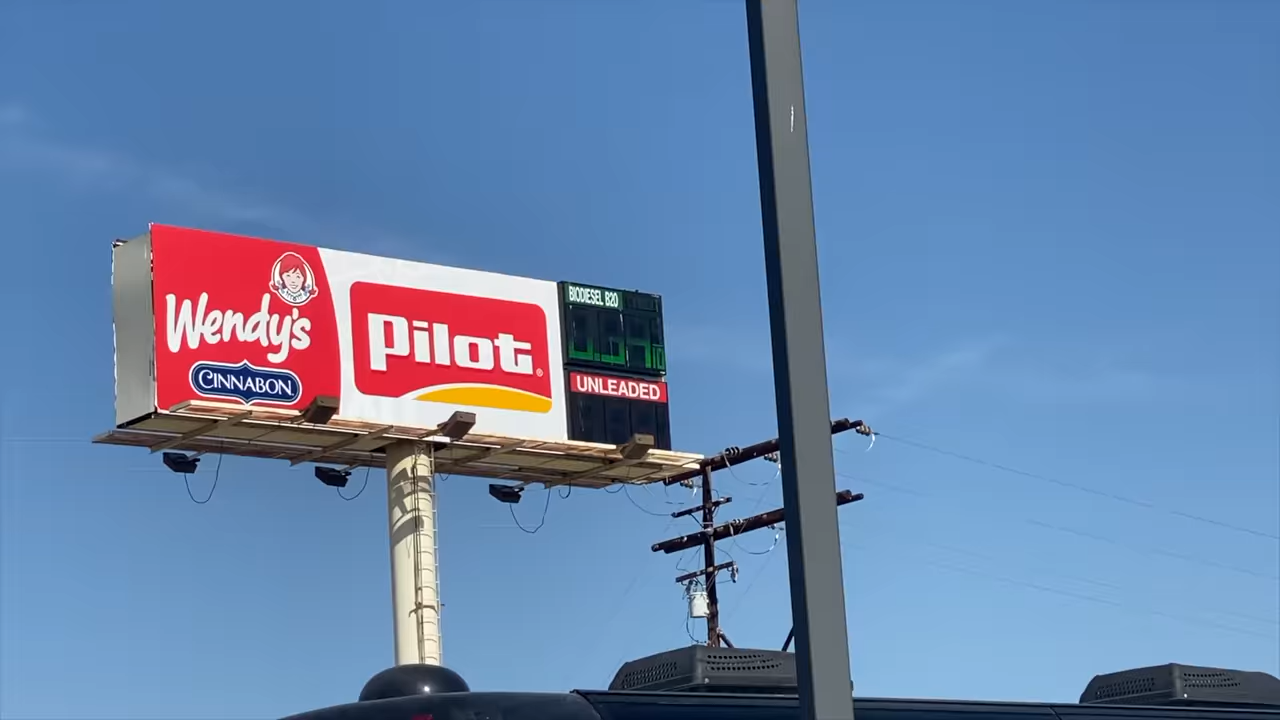 Wendy's
CINNABON
Pilot
BIODIESEL B20
UNLEADED